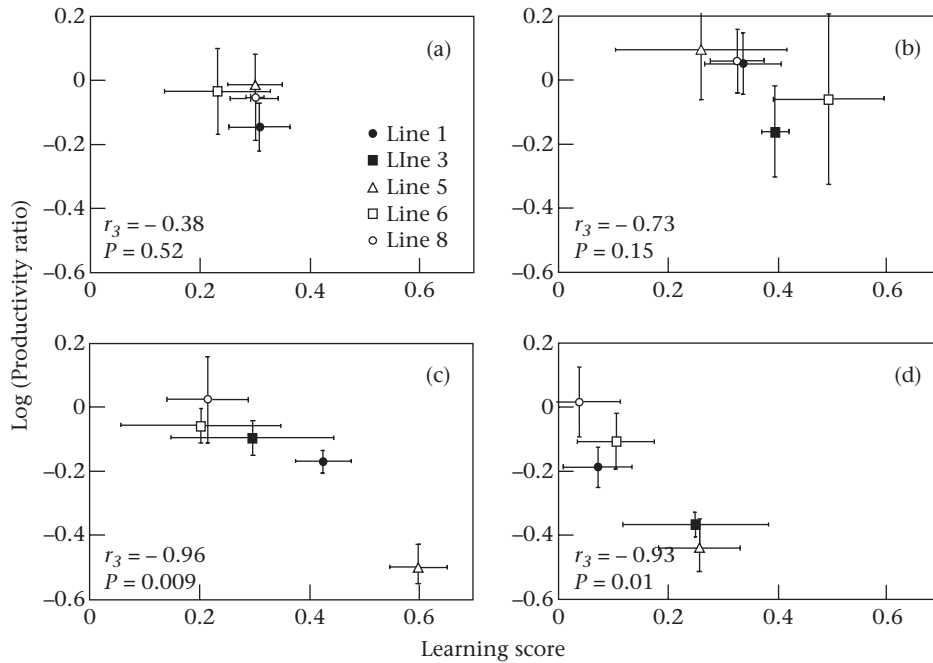 0.2
(a)
0
−0.2
−0.4
−0.6
0
0.2
0.4
0.6
Line 1
LIne 3
Line 5
Line 6
Line 8
r3 = – 0.38
P = 0.52
0.2
(b)
0
−0.2
−0.4
−0.6
0
0.2
0.4
0.6
r3 = – 0.73
P = 0.15
Log (Productivity ratio)
0.2
(c)
0
−0.2
−0.4
−0.6
0
0.2
0.4
0.6
r3 = – 0.96
P = 0.009
0.2
(d)
0
−0.2
−0.4
−0.6
0
0.2
0.4
0.6
r3 = – 0.93
P = 0.01
Learning score